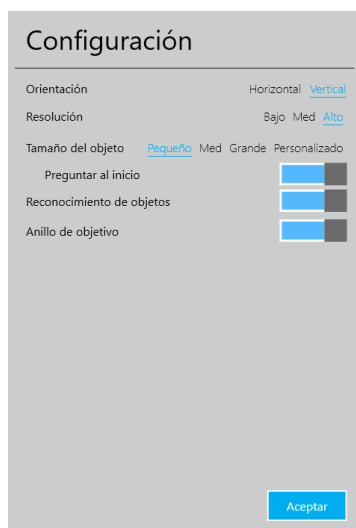 Configuración
Orientación Horizontal Vertical
Resolución Bajo Med Alto
Tamaño del objeto Pequeño Med Grande Personalizado
Preguntar al inicio
Reconocimiento de objetos
Anillo de objetivo
Aceptar